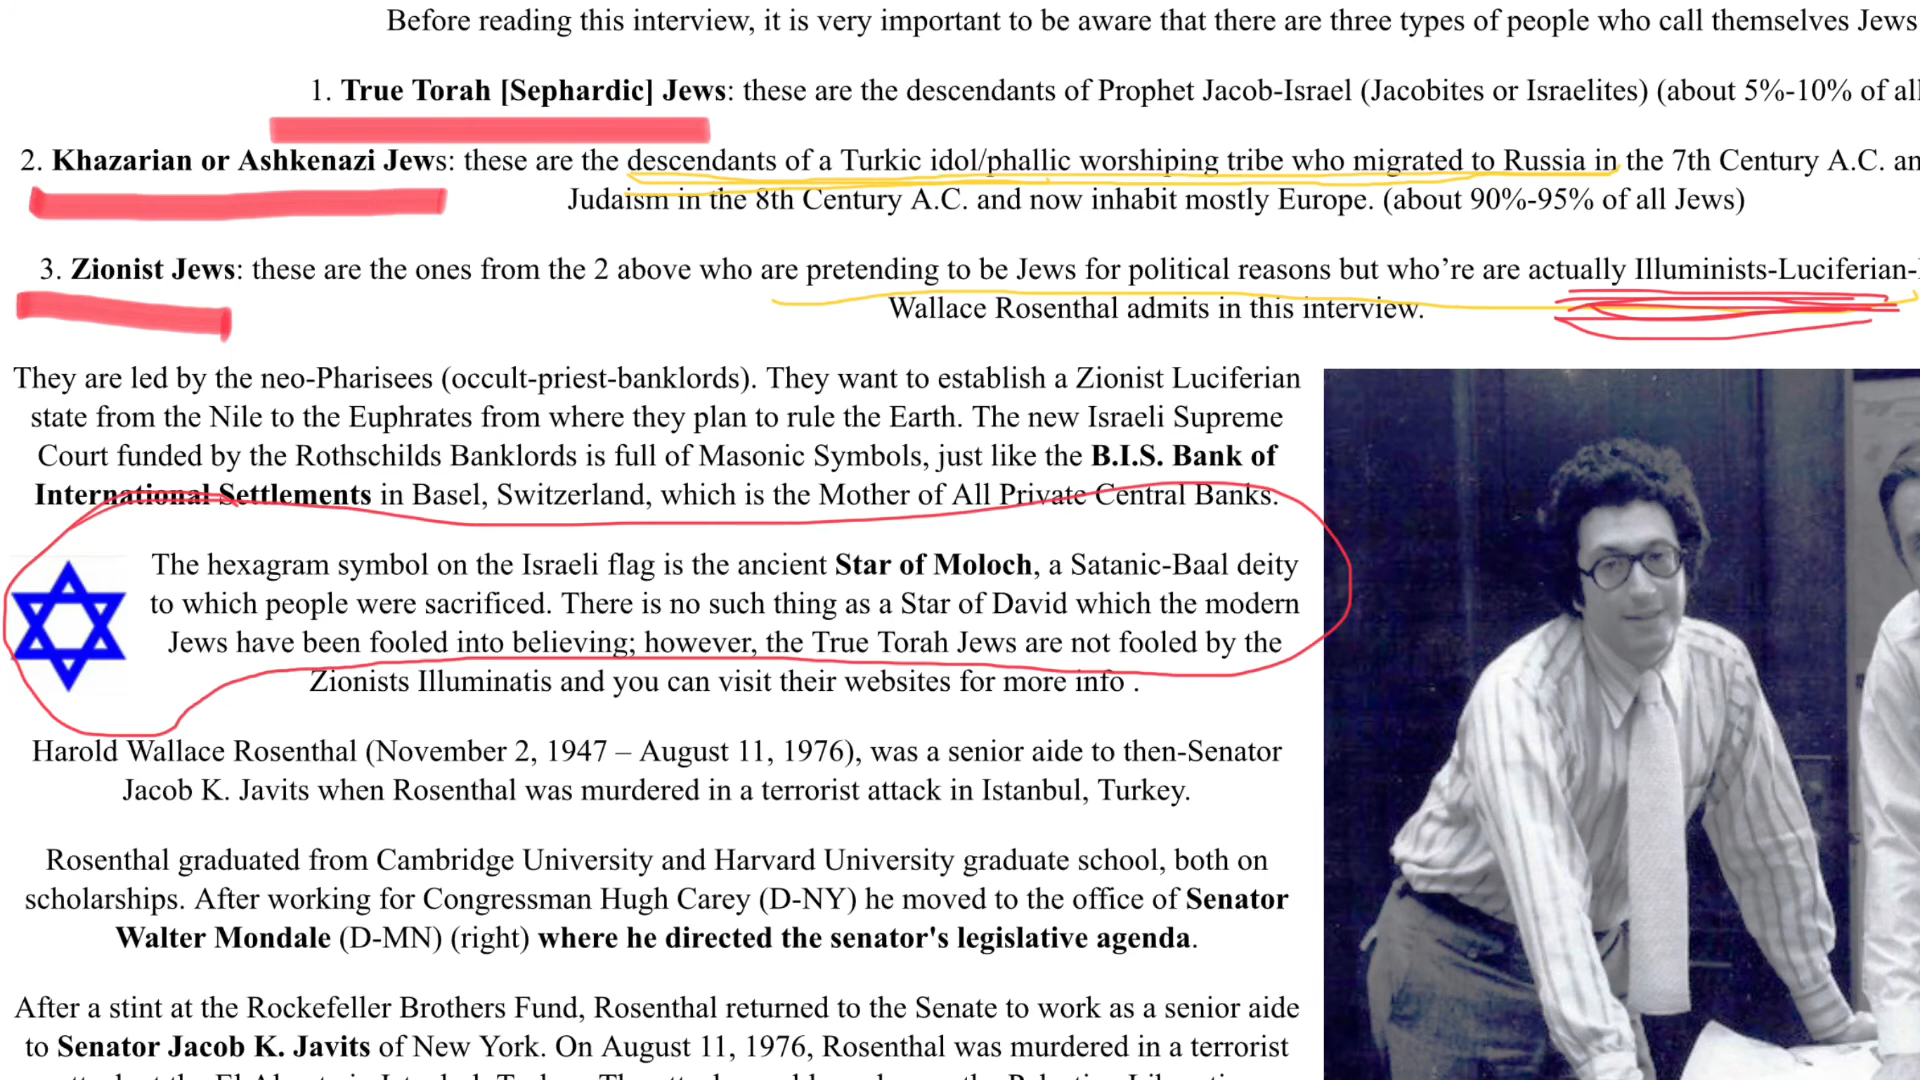 Before reading this interview, it is very important to be aware that there are three types of people who call themselves Jews
1. True Torah [Sephardic] Jews: these are the descendants of Prophet Jacob-Israel (Jacobites or Israelites) (about 5%-10% of all
2. Khazarian or Ashkenazi Jews: these are the descendants of a Turkic idol/phallic worshiping tribe who migrated to Russia in the 7th Century A.C. an
Judaism in the 8th Century A.C. and now inhabit mostly Europe. (about 90%-95% of all Jews)
3. Zionist Jews: these are the ones from the 2 above who are pretending to be Jews for political reasons but who’re are actually Illuminists-Luciferian-
Wallace Rosenthal admits in this interview.
They are led by the neo-Pharisees (occult-priest-banklords). They want to establish a Zionist Luciferian
state from the Nile to the Euphrates from where they plan to rule the Earth. The new Israeli Supreme
Court funded by the Rothschilds Banklords is full of Masonic Symbols, just like the B.I.S. Bank of
International Settlements in Basel, Switzerland, which is the Mother of All Private Central Banks.
The hexagram symbol on the Israeli flag is the ancient Star of Moloch, a Satanic-Baal deity
to which people were sacrificed. There is no such thing as a Star of David which the modern
Jews have been fooled into believing; however, the True Torah Jews are not fooled by the
Zionists Illuminatis and you can visit their websites for more info .
Harold Wallace Rosenthal (November 2, 1947 – August 11, 1976), was a senior aide to then-Senator
Jacob K. Javits when Rosenthal was murdered in a terrorist attack in Istanbul, Turkey.
Rosenthal graduated from Cambridge University and Harvard University graduate school, both on
scholarships. After working for Congressman Hugh Carey (D-NY) he moved to the office of Senator
Walter Mondale (D-MN) (right) where he directed the senator's legislative agenda.
After a stint at the Rockefeller Brothers Fund, Rosenthal returned to the Senate to work as a senior aide
to Senator Jacob K. Javits of New York. On August 11, 1976, Rosenthal was murdered in a terrorist